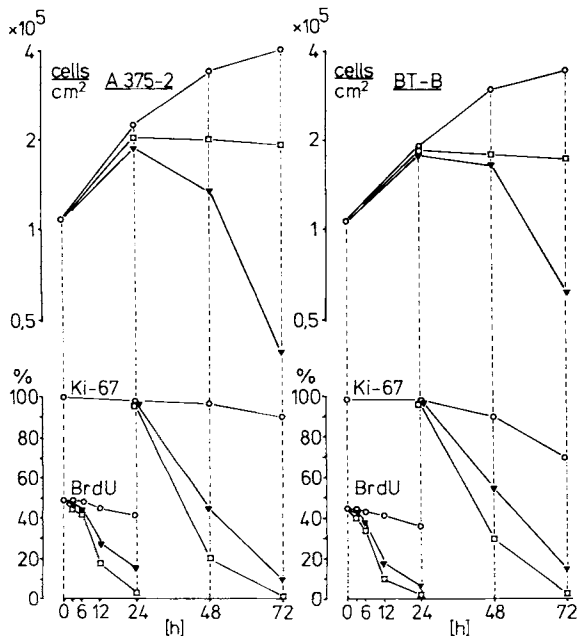 ×10⁵ ×10⁵
4 4
cells A 375-2 cells BT-B
cm² cm²
2 2
1 1
0,5 0,5
% %
100 Ki-67 100 Ki-67
80 80
60 60
BrdU BrdU
40 40
20 20
0 0
0 6 12 24 48 72 0 6 12 24 48 72
[h] [h]